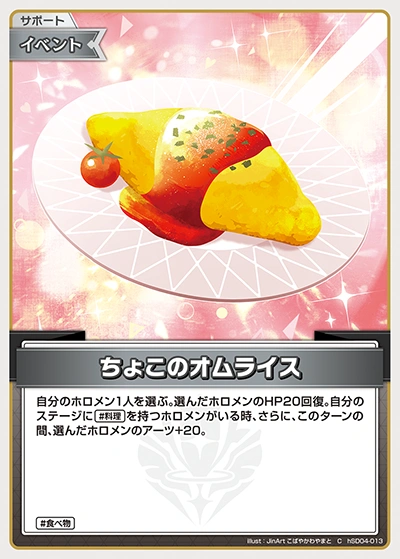 サポート
イベント
ちょこのオムライス
自分のホロメン1人を選ぶ。選んだホロメンのHP20回復。自分の
ステージに #料理 を持つホロメンがいる時、さらに、このターンの
間、選んだホロメンのアーツ+20。
#食べ物
illust : JinArt こばやかわやまと C hSD04-013